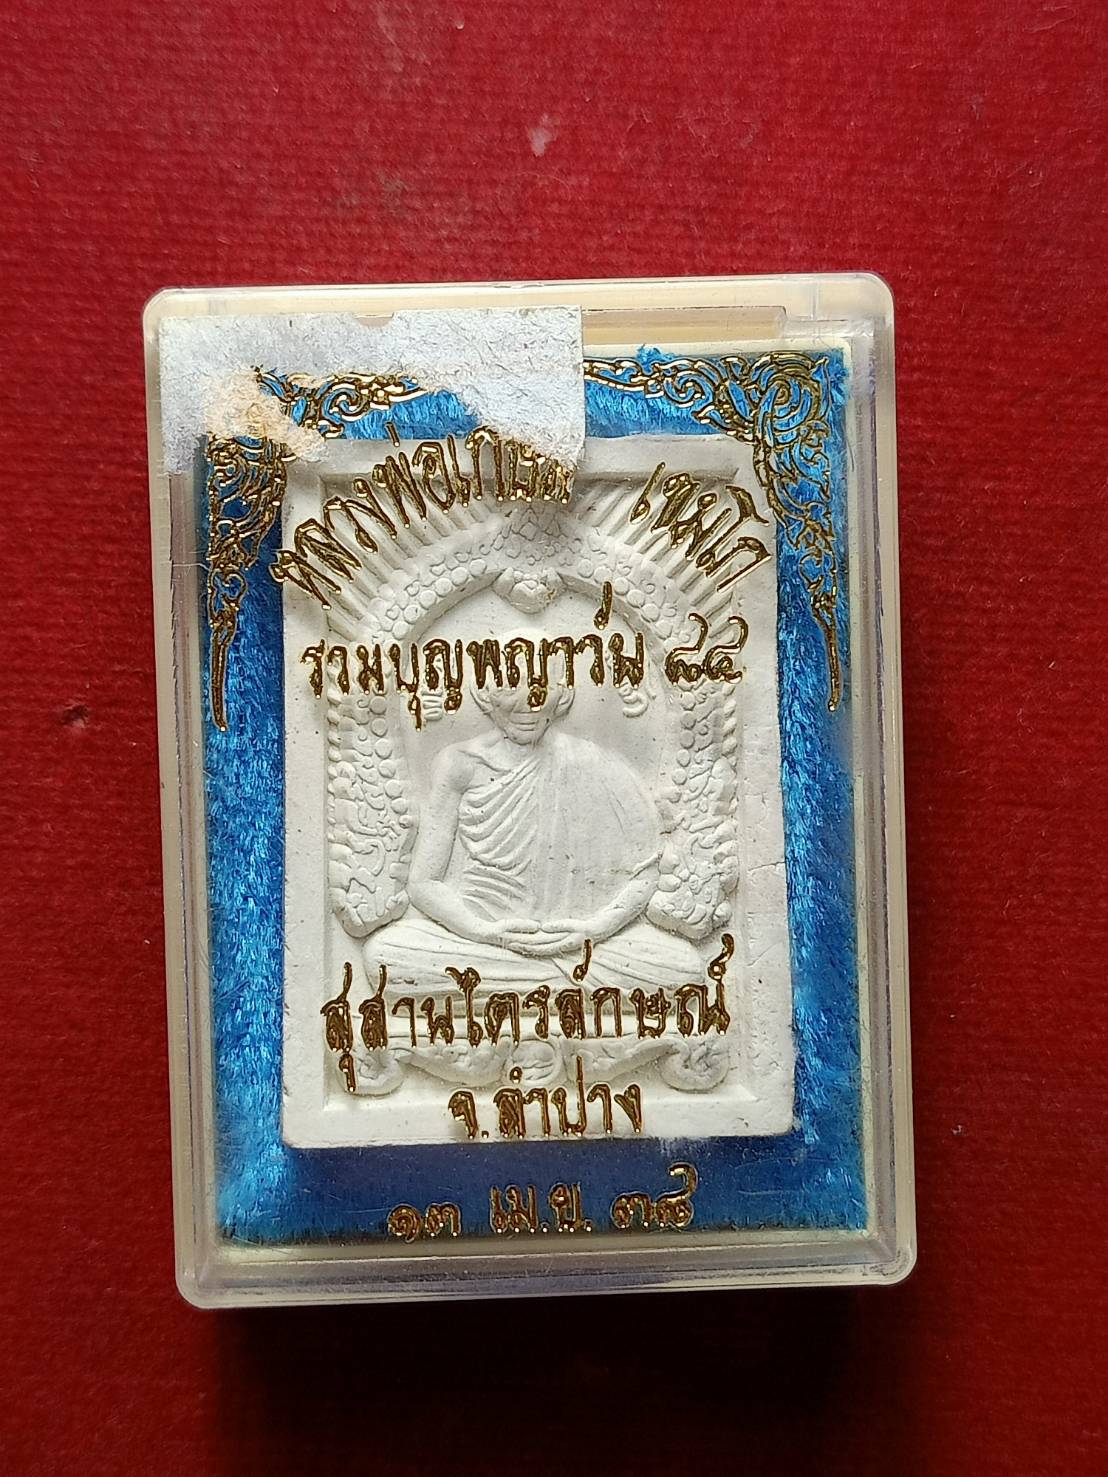 หลวงพ่อเกษม เขมโก
รวมบุญพญาวัน ๘๔
สุสานไตรลักษณ์
จ.ลำปาง
๑๓ เม.ย. ๓๘